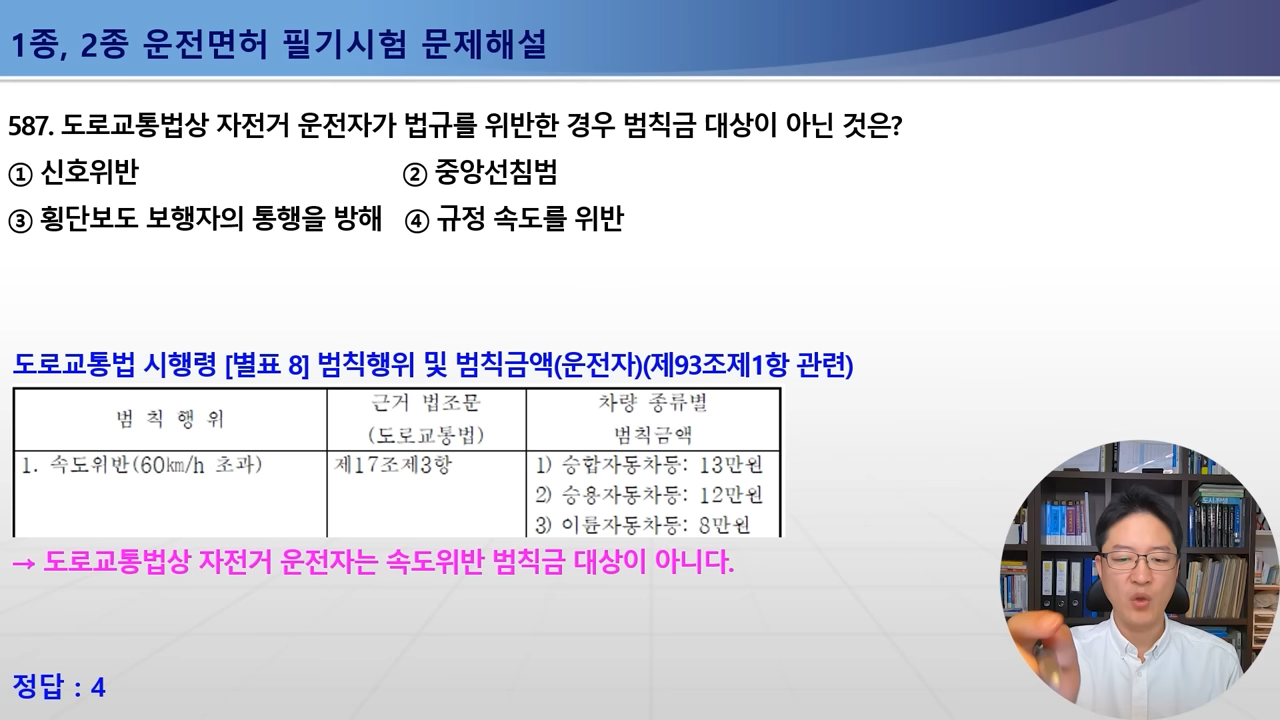 1종, 2종 운전면허 필기시험 문제해설
587. 도로교통법상 자전거 운전자가 법규를 위반한 경우 범칙금 대상이 아닌 것은?
① 신호위반 ② 중앙선침범
③ 횡단보도 보행자의 통행을 방해 ④ 규정 속도를 위반
도로교통법 시행령 [별표 8] 범칙행위 및 범칙금액(운전자)(제93조제1항 관련)
범 칙 행 위
근거 법조문
(도로교통법)
차량 종류별
범칙금액
1. 속도위반(60㎞/h 초과)
제17조제3항
1) 승합자동차등: 13만원
2) 승용자동차등: 12만원
3) 이륜자동차등: 8만원
→ 도로교통법상 자전거 운전자는 속도위반 범칙금 대상이 아니다.
정답 : 4